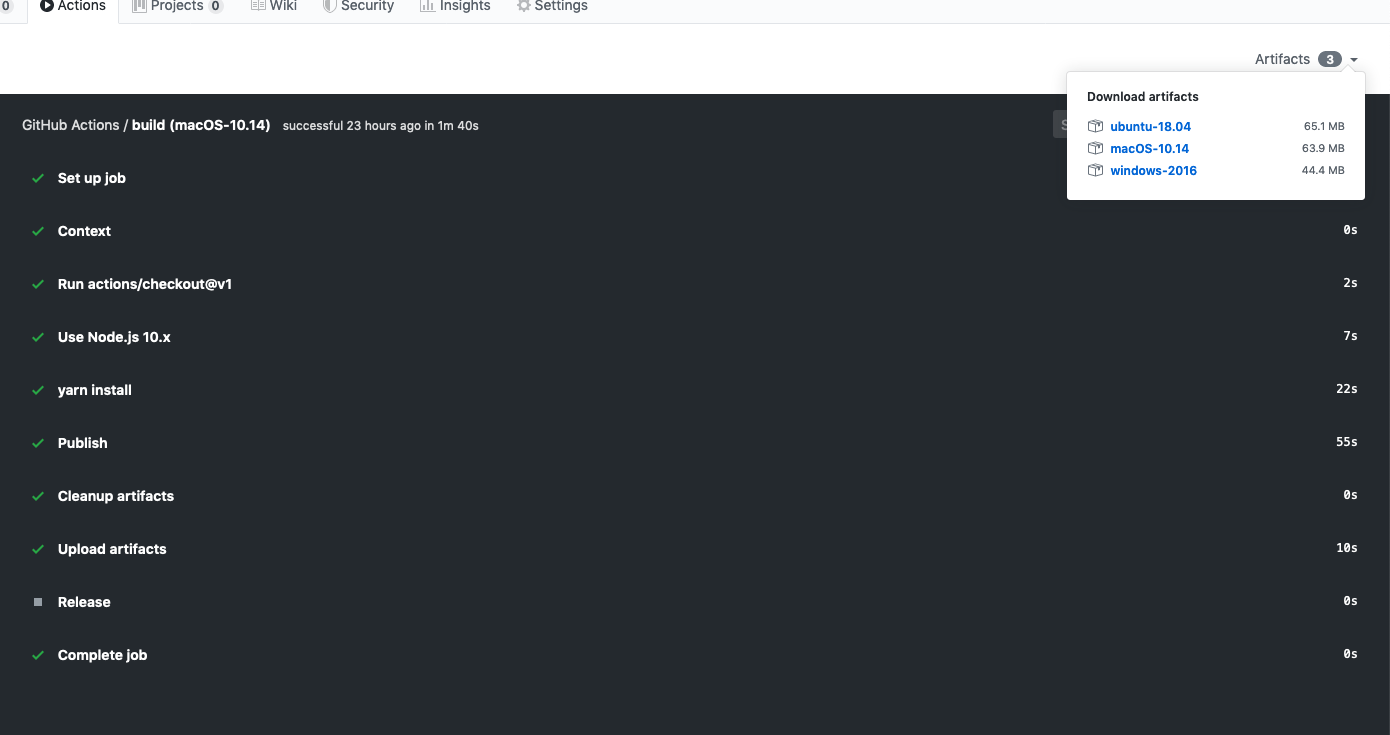 0 Actions Projects 0 Wiki Security Insights Settings
Artifacts 3
Download artifacts
ubuntu-18.04 65.1 MB
macOS-10.14 63.9 MB
windows-2016 44.4 MB
GitHub Actions / build (macOS-10.14) successful 23 hours ago in 1m 40s
Set up job
Context 0s
Run actions/checkout@v1 2s
Use Node.js 10.x 7s
yarn install 22s
Publish 55s
Cleanup artifacts 0s
Upload artifacts 10s
Release 0s
Complete job 0s